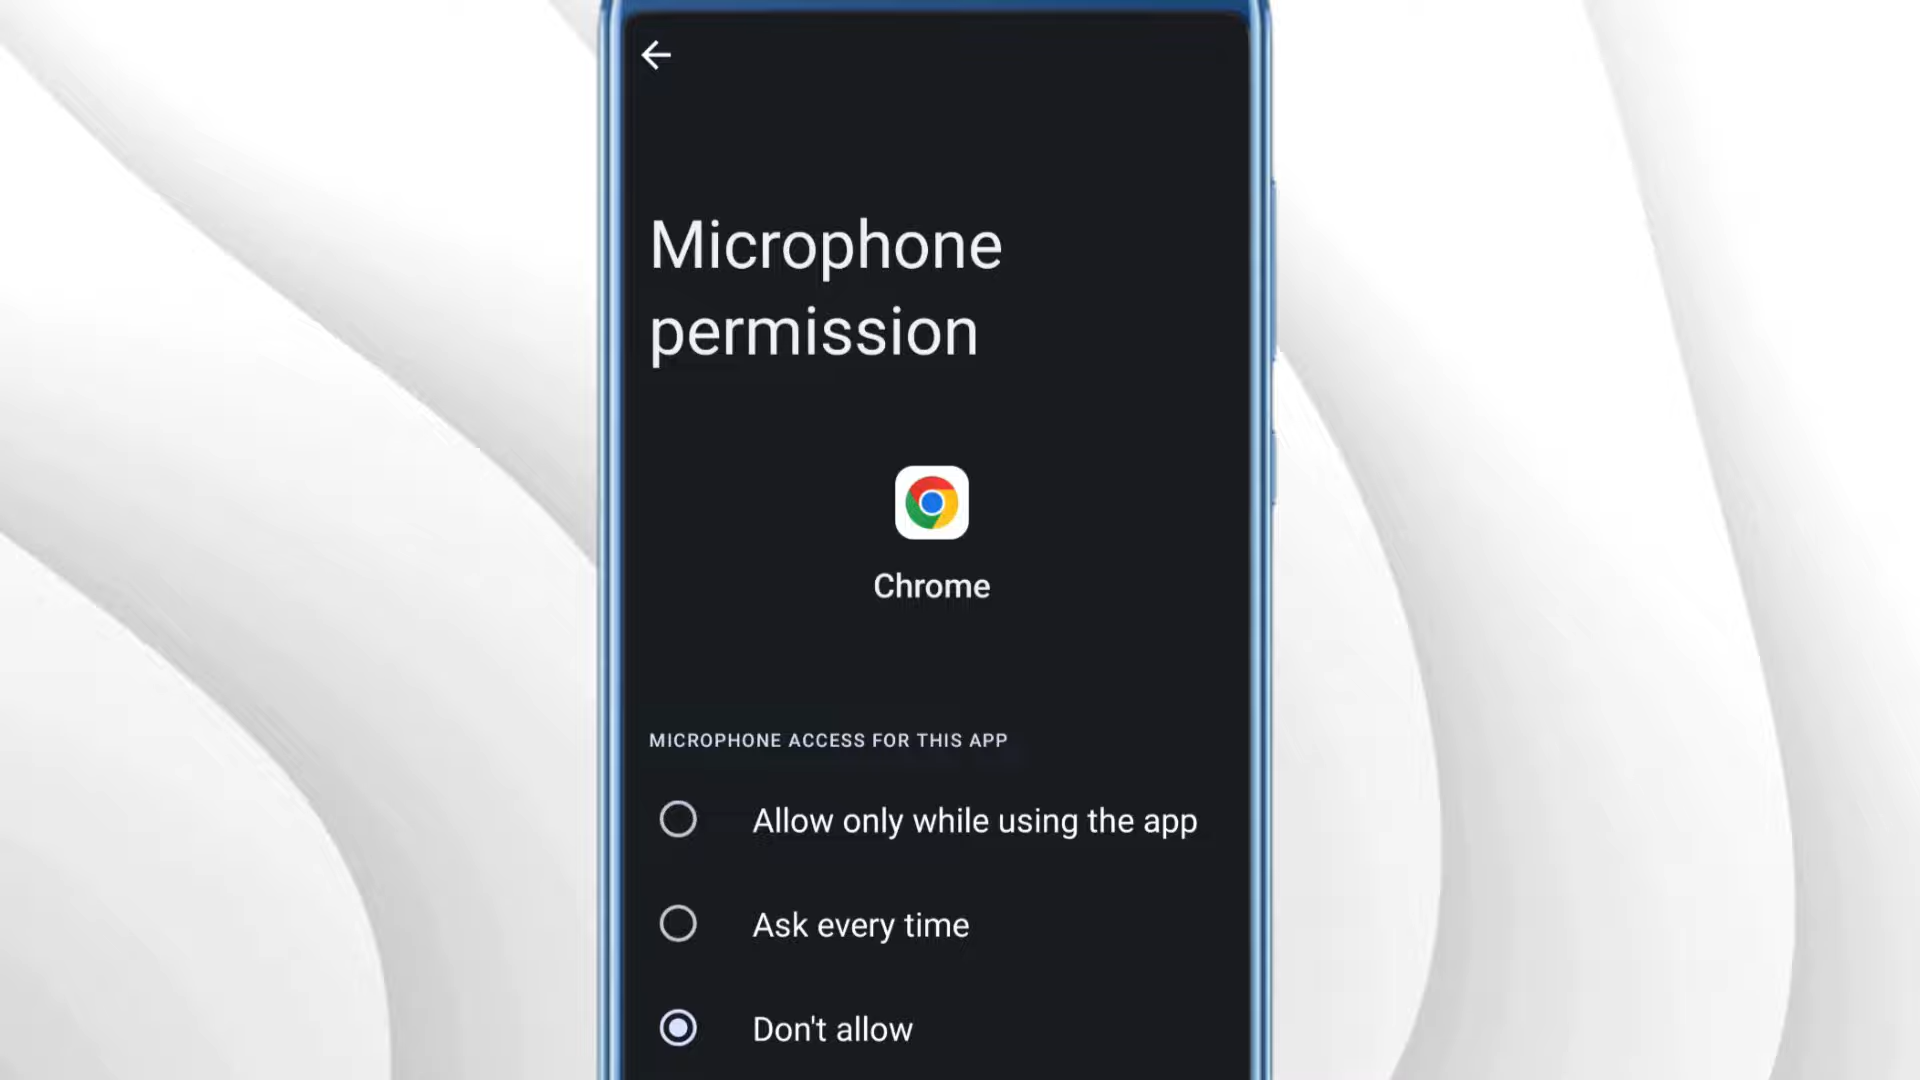 Microphone
permission
Chrome
MICROPHONE ACCESS FOR THIS APP
Allow only while using the app
Ask every time
Don't allow